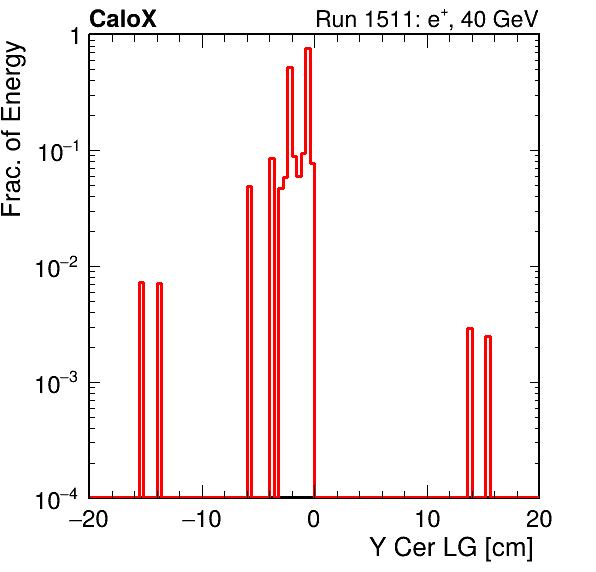 CaloX Run 1511: e⁺, 40 GeV
Frac. of Energy
1
10⁻¹
10⁻²
10⁻³
10⁻⁴
−20 −10 0 10 20
Y Cer LG [cm]